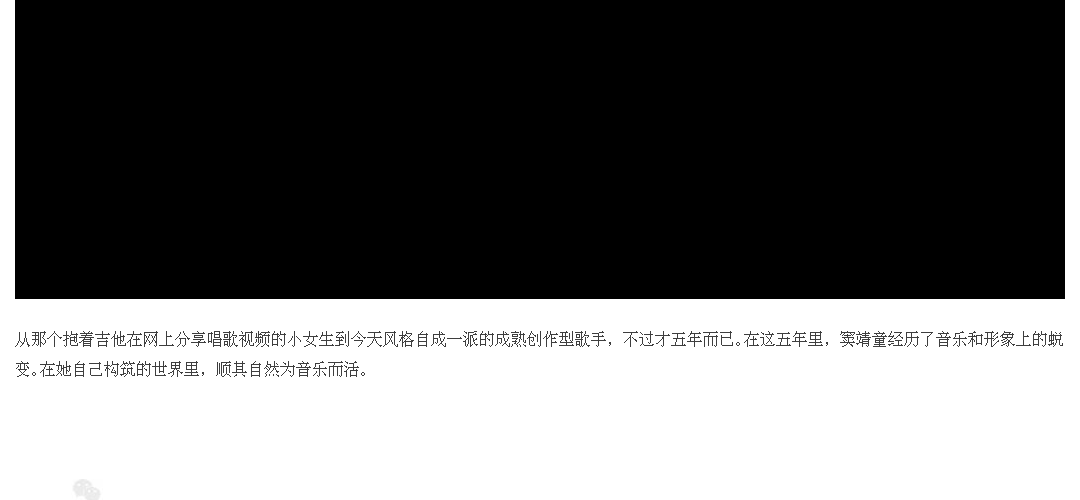 从那个抱着吉他在网上分享唱歌视频的小女生到今天风格自成一派的成熟创作型歌手，不过才五年而已。在这五年里，窦靖童经历了音乐和形象上的蜕
变。在她自己构筑的世界里，顺其自然为音乐而活。